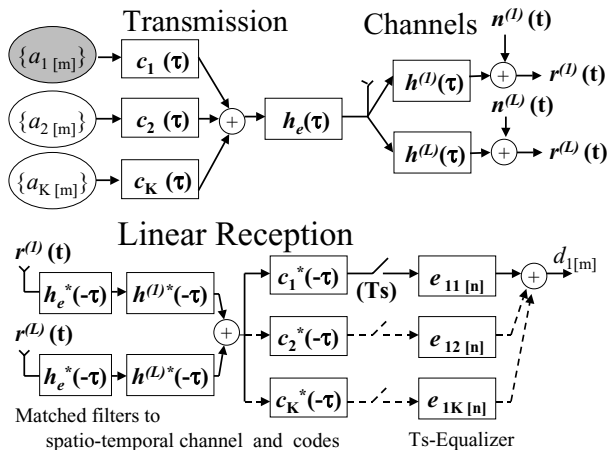 Transmission
Channels
{a1 [m]}
c1 (τ)
{a2 [m]}
c2 (τ)
{aK [m]}
cK (τ)
+
he(τ)
h(1)(τ)
h(L)(τ)
n(1)(t)
+
r(1)(t)
n(L)(t)
+
r(L)(t)
Linear Reception
r(1)(t)
he*(-τ)
h(1)*(-τ)
r(L)(t)
he*(-τ)
h(L)*(-τ)
+
c1*(-τ)
(Ts)
e11 [n]
+
d1[m]
c2*(-τ)
e12 [n]
cK*(-τ)
e1K [n]
Matched filters to
spatio-temporal channel and codes
Ts-Equalizer